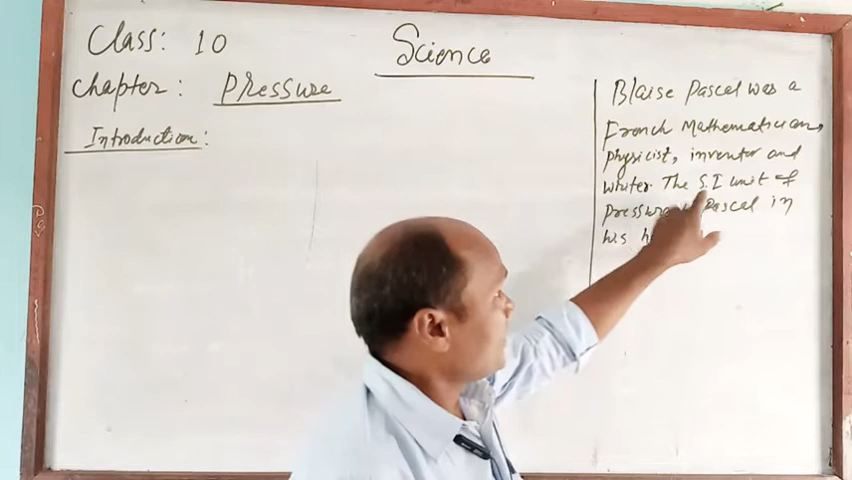 Class: 10
Science
Chapter: Pressure
Introduction:
Blaise Pascal was a
French Mathematician,
physicist, inventor and
writer. The S.I unit of
pressure Pascal in
his